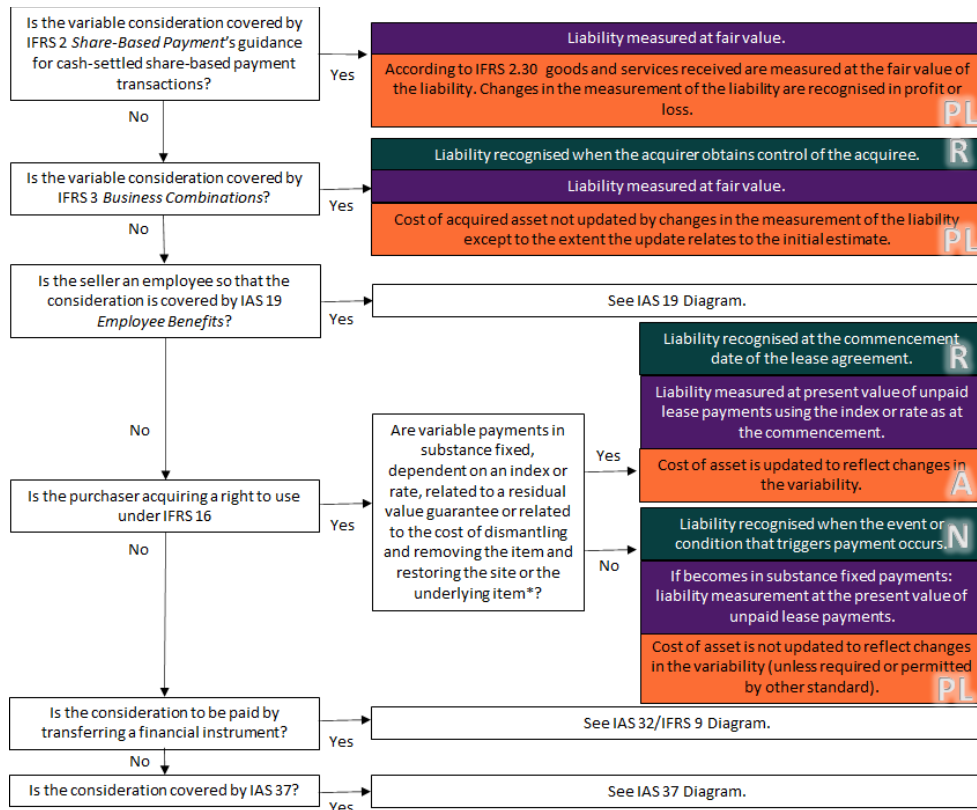 Is the variable consideration covered by
IFRS 2 Share-Based Payment's guidance
for cash-settled share-based payment
transactions?
Yes
No
Liability measured at fair value.
According to IFRS 2.30 goods and services received are measured at the fair value of
the liability. Changes in the measurement of the liability are recognised in profit or
loss.
PL
Is the variable consideration covered by
IFRS 3 Business Combinations?
Yes
No
Liability recognised when the acquirer obtains control of the acquiree.
R
Liability measured at fair value.
Cost of acquired asset not updated by changes in the measurement of the liability
except to the extent the update relates to the initial estimate.
PL
Is the seller an employee so that the
consideration is covered by IAS 19
Employee Benefits?
Yes
No
See IAS 19 Diagram.
Is the purchaser acquiring a right to use
under IFRS 16
Yes
No
Are variable payments in
substance fixed,
dependent on an index or
rate, related to a residual
value guarantee or related
to the cost of dismantling
and removing the item and
restoring the site or the
underlying item*?
Yes
No
Liability recognised at the commencement
date of the lease agreement.
R
Liability measured at present value of unpaid
lease payments using the index or rate as at
the commencement.
Cost of asset is updated to reflect changes in
the variability.
A
Liability recognised when the event or
condition that triggers payment occurs.
N
If becomes in substance fixed payments:
liability measurement at the present value of
unpaid lease payments.
Cost of asset is not updated to reflect changes
in the variability (unless required or permitted
by other standard).
PL
Is the consideration to be paid by
transferring a financial instrument?
Yes
No
See IAS 32/IFRS 9 Diagram.
Is the consideration covered by IAS 37?
Yes
See IAS 37 Diagram.